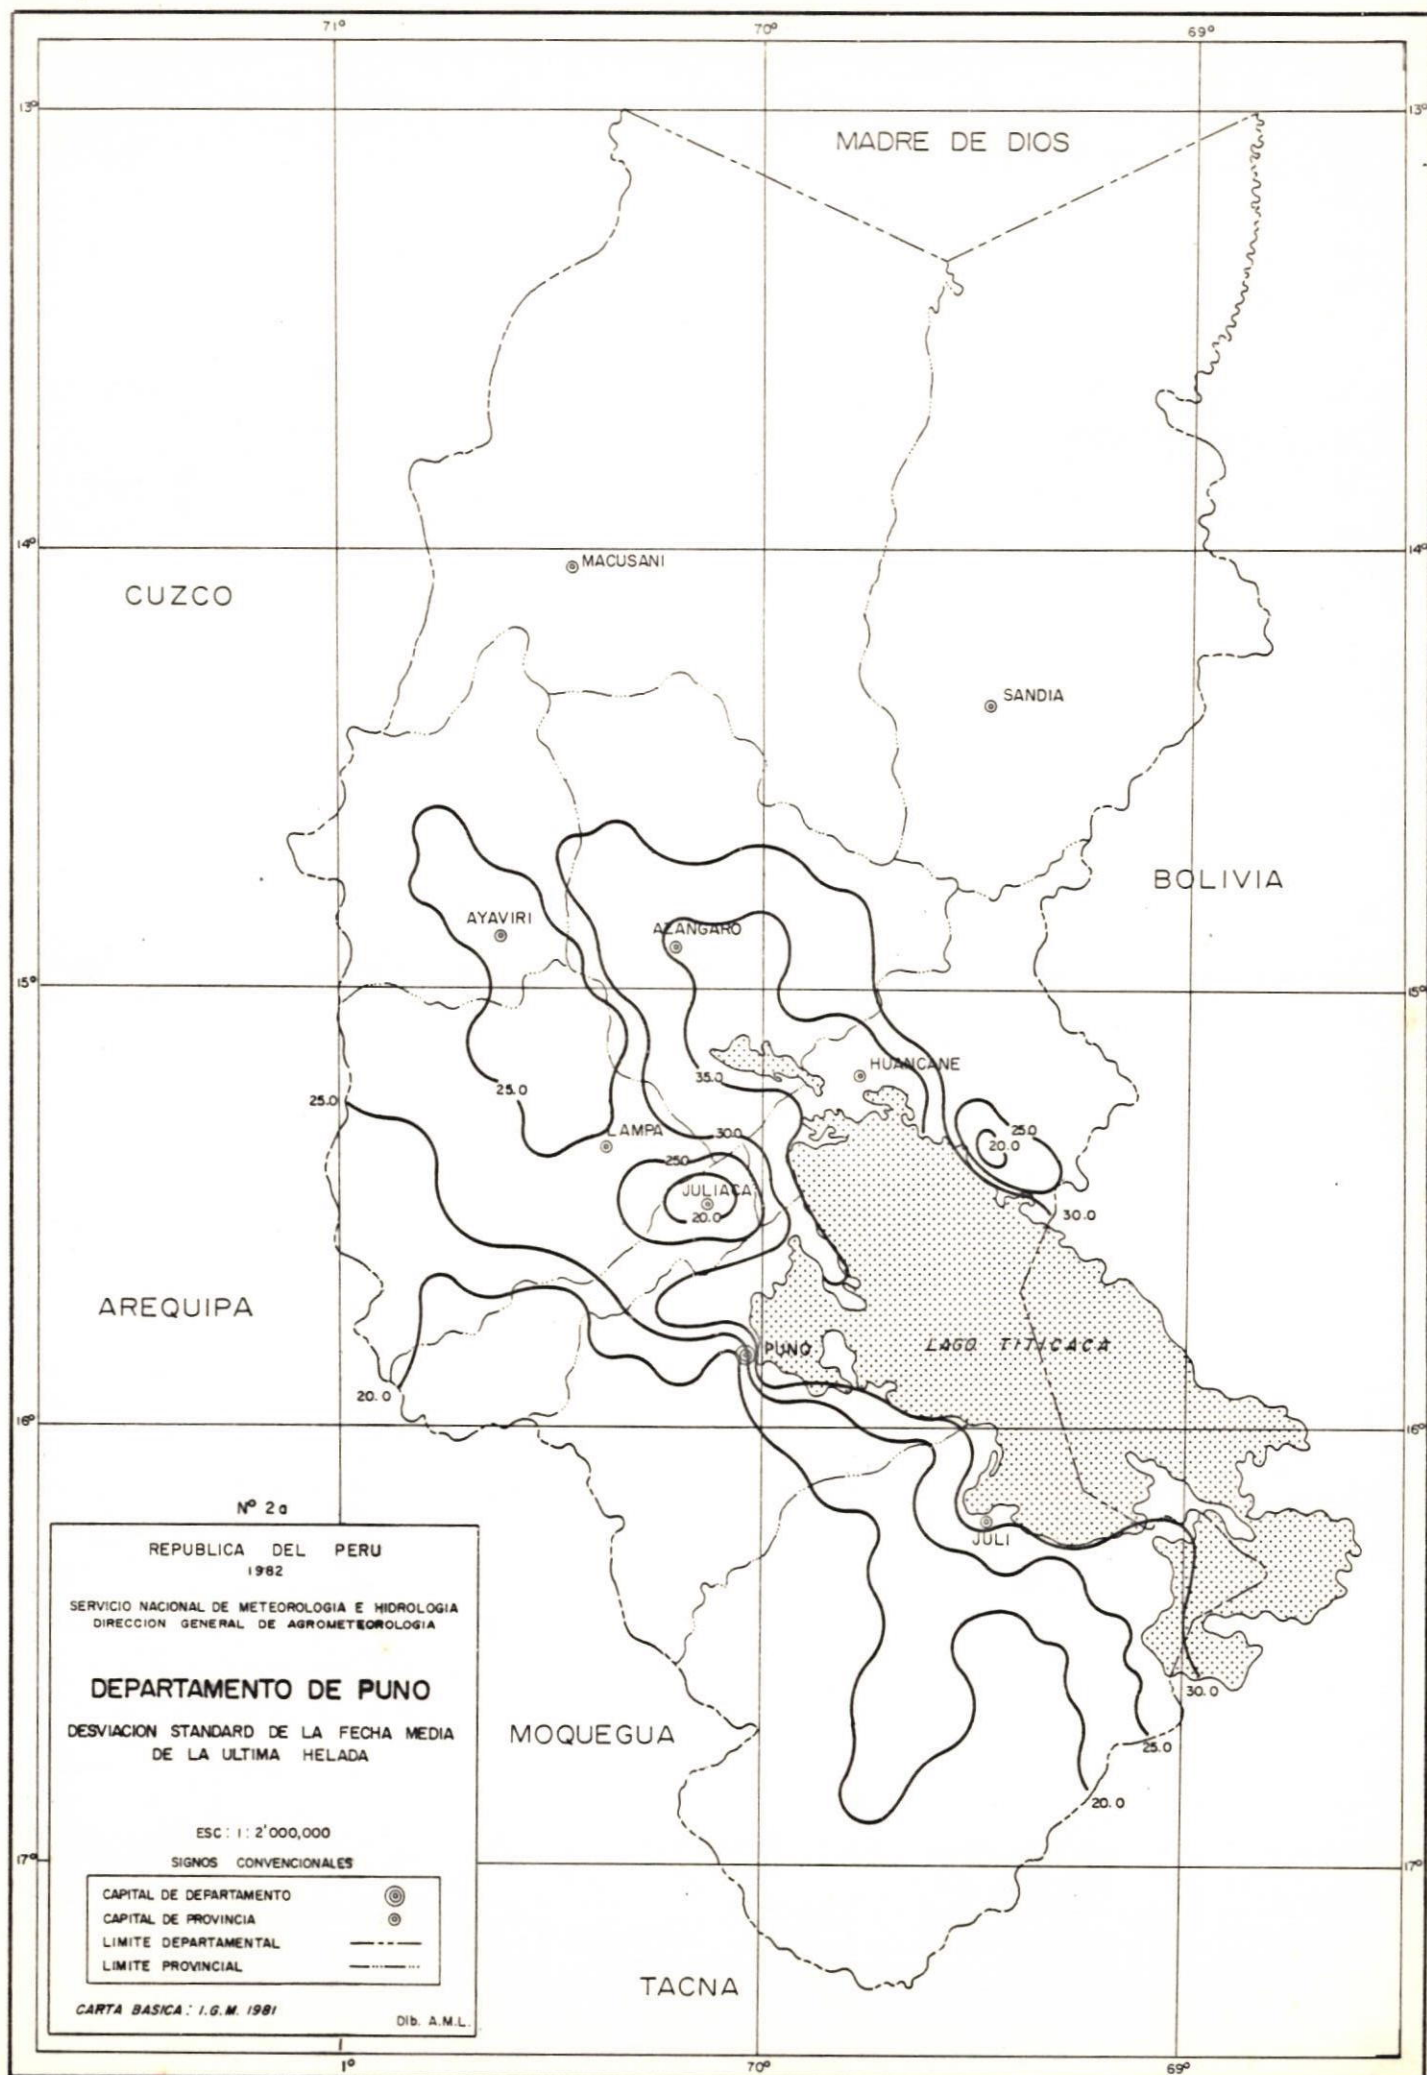 71°
70°
69°
13°
13°
MADRE DE DIOS
14°
14°
MACUSANI
CUZCO
SANDIA
BOLIVIA
AYAVIRI
AZANGARO
15°
15°
HUANCANE
35.0
25.0
25.0
25.0
20.0
LAMPA
30.0
25.0
JULIACA
20.0
30.0
AREQUIPA
PUNO
LAGO TITICACA
20.0
16°
16°
JULI
30.0
MOQUEGUA
25.0
20.0
17°
17°
TACNA
Nº 2a
REPUBLICA DEL PERU
1982
SERVICIO NACIONAL DE METEOROLOGIA E HIDROLOGIA
DIRECCION GENERAL DE AGROMETEOROLOGIA
DEPARTAMENTO DE PUNO
DESVIACION STANDARD DE LA FECHA MEDIA
DE LA ULTIMA HELADA
ESC: 1: 2'000,000
SIGNOS CONVENCIONALES
CAPITAL DE DEPARTAMENTO
CAPITAL DE PROVINCIA
LIMITE DEPARTAMENTAL
LIMITE PROVINCIAL
CARTA BASICA: I.G.M. 1981
Dib. A.M.L.
1°
70°
69°